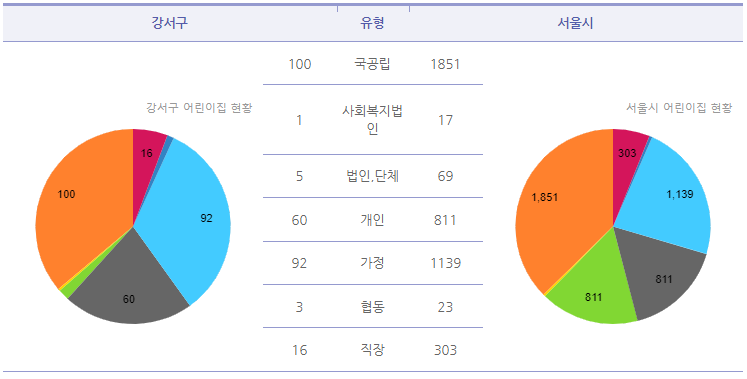 강서구 유형 서울시
100 국공립 1851
강서구 어린이집 현황
서울시 어린이집 현황
1 사회복지법 17
인
5 법인,단체 69
60 개인 811
92 가정 1139
3 협동 23
16 직장 303
16
100
92
60
303
1,851
1,139
811
811